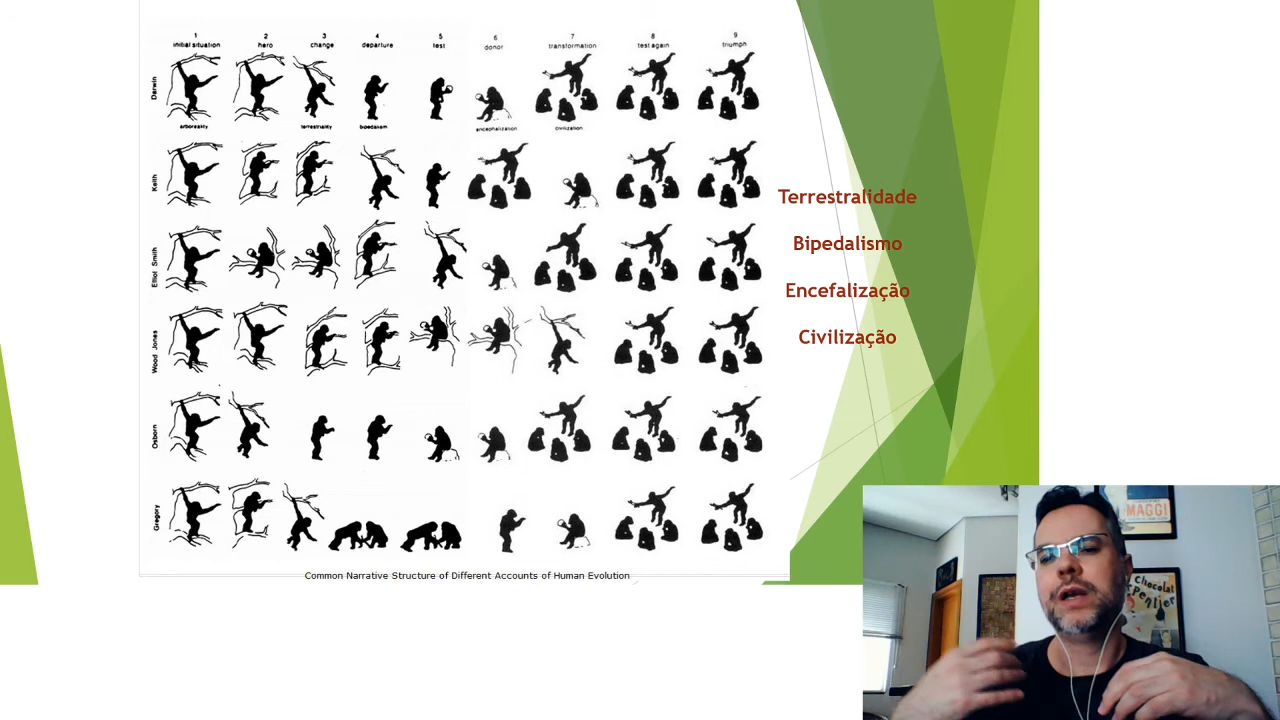 1 2 3 4 5 6 7 8 9
initial situation hero change departure test donor transformation test again triumph
Darwin
arboreality terrestriality bipedalism encephalization civilization
Keith
Elliot Smith
Wood Jones
Osborn
Gregory
Common Narrative Structure of Different Accounts of Human Evolution
Terrestralidade
Bipedalismo
Encefalização
Civilização
MAGGI
Chocolat